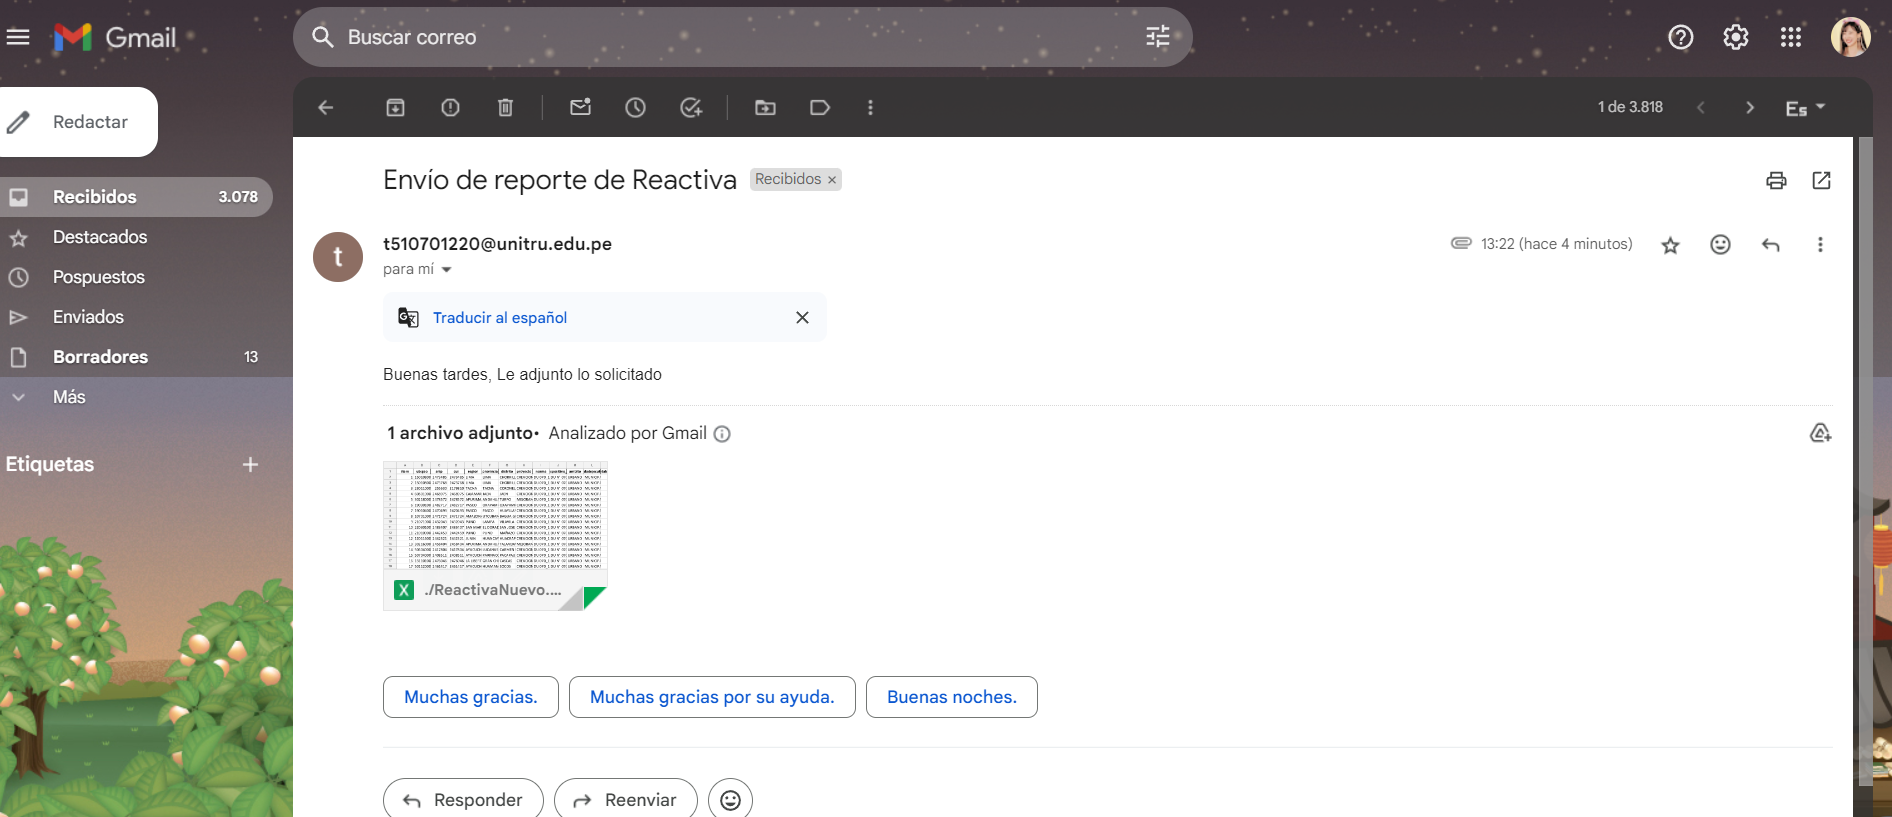 Gmail
Buscar correo
Redactar
1 de 3.818
Es
Recibidos 3.078
Destacados
Pospuestos
Enviados
Borradores 13
Más
Etiquetas
Envío de reporte de Reactiva
Recibidos ×
t
t510701220@unitru.edu.pe
13:22 (hace 4 minutos)
para mí
Traducir al español
Buenas tardes, Le adjunto lo solicitado
1 archivo adjunto• Analizado por Gmail
X ./ReactivaNuevo....
Muchas gracias.
Muchas gracias por su ayuda.
Buenas noches.
Responder
Reenviar